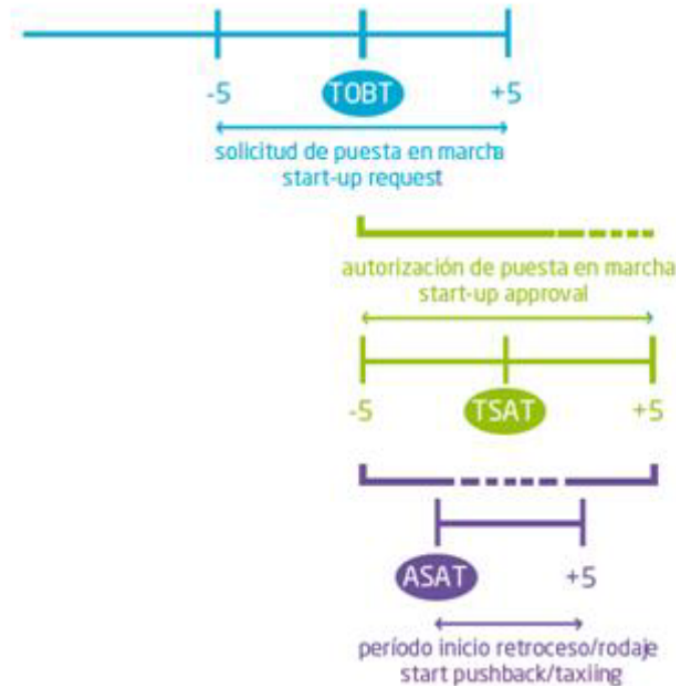 -5 TOBT +5
solicitud de puesta en marcha
start-up request
autorización de puesta en marcha
start-up approval
-5 TSAT +5
ASAT +5
período inicio retroceso/rodaje
start pushback/taxiing